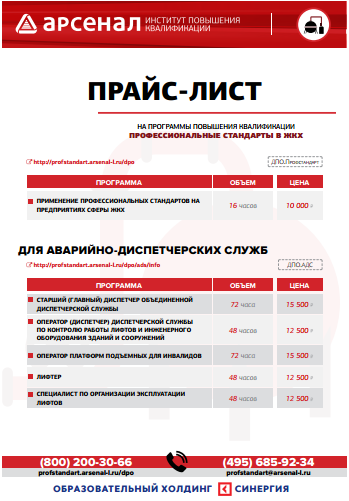 арсенал
ИНСТИТУТ ПОВЫШЕНИЯ
КВАЛИФИКАЦИИ
ПРАЙС-ЛИСТ
НА ПРОГРАММЫ ПОВЫШЕНИЯ КВАЛИФИКАЦИИ
ПРОФЕССИОНАЛЬНЫЕ СТАНДАРТЫ В ЖКХ
http://profstandart.arsenal-l.ru/dpo
ДПО.Профстандарт
ПРОГРАММА ОБЪЕМ ЦЕНА
ПРИМЕНЕНИЕ ПРОФЕССИОНАЛЬНЫХ СТАНДАРТОВ НА
ПРЕДПРИЯТИЯХ СФЕРЫ ЖКХ
16 часов 10 000 ₽
ДЛЯ АВАРИЙНО-ДИСПЕТЧЕРСКИХ СЛУЖБ
http://profstandart.arsenal-l.ru/dpo/ads/info
ДПО.АДС
ПРОГРАММА ОБЪЕМ ЦЕНА
СТАРШИЙ (ГЛАВНЫЙ) ДИСПЕТЧЕР ОБЪЕДИНЕННОЙ
ДИСПЕТЧЕРСКОЙ СЛУЖБЫ
72 часа 15 500 ₽
ОПЕРАТОР (ДИСПЕТЧЕР) ДИСПЕТЧЕРСКОЙ СЛУЖБЫ
ПО КОНТРОЛЮ РАБОТЫ ЛИФТОВ И ИНЖЕНЕРНОГО
ОБОРУДОВАНИЯ ЗДАНИЙ И СООРУЖЕНИЙ
48 часов 12 500 ₽
ОПЕРАТОР ПЛАТФОРМ ПОДЪЕМНЫХ ДЛЯ ИНВАЛИДОВ
72 часа 15 500 ₽
ЛИФТЕР
48 часов 12 500 ₽
СПЕЦИАЛИСТ ПО ОРГАНИЗАЦИИ ЭКСПЛУАТАЦИИ
ЛИФТОВ
48 часов 12 500 ₽
(800) 200-30-66 (495) 685-92-34
profstandart.arsenal-l.ru/dpo profstandart@arsenal-l.ru
ОБРАЗОВАТЕЛЬНЫЙ ХОЛДИНГ СИНЕРГИЯ